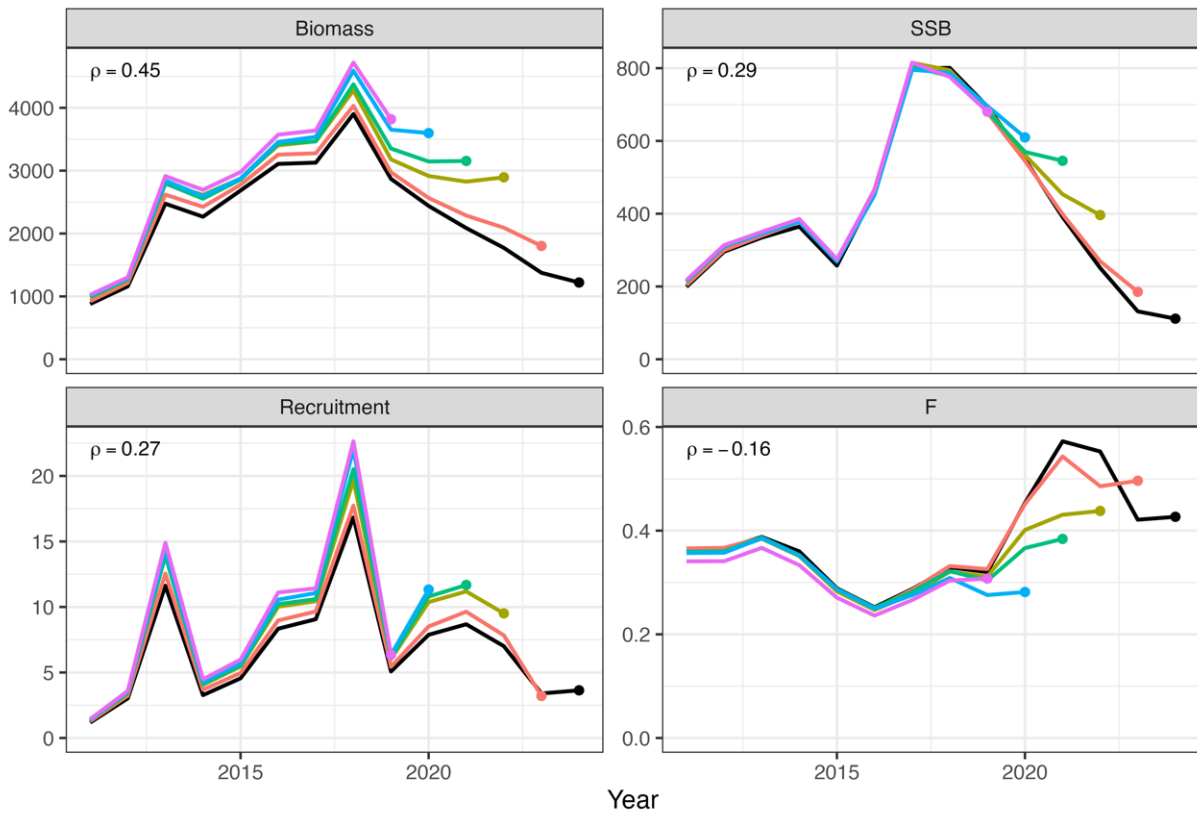 Biomass
SSB
ρ = 0.45
4000
3000
2000
1000
0
ρ = 0.29
800
600
400
200
0
Recruitment
F
ρ = 0.27
20
15
10
5
0
ρ = −0.16
0.6
0.4
0.2
0.0
2015
2020
2015
2020
Year